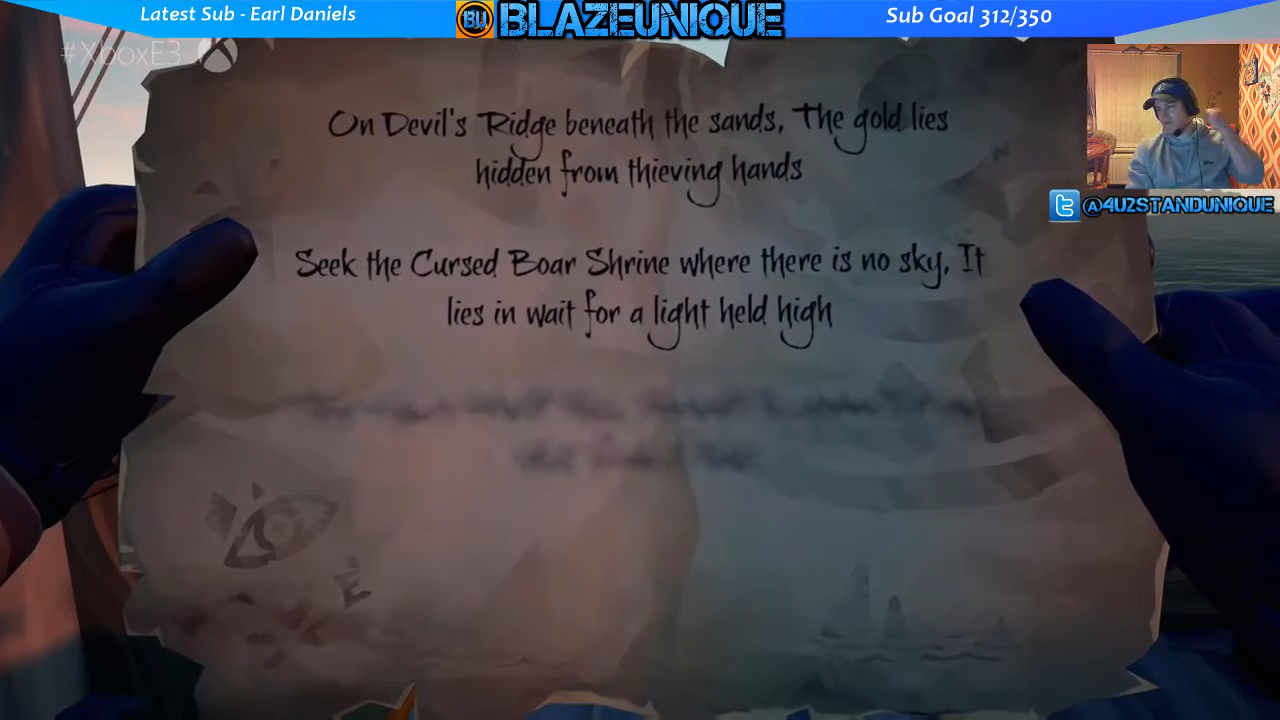 Latest Sub - Earl Daniels
BU
BLAZEUNIQUE
Sub Goal 312/350
#XboxE3
On Devil's Ridge beneath the sands, The gold lies
hidden from thieving hands
@4U2STANDUNIQUE
Seek the Cursed Boar Shrine where there is no sky, It
lies in wait for a light held high
E